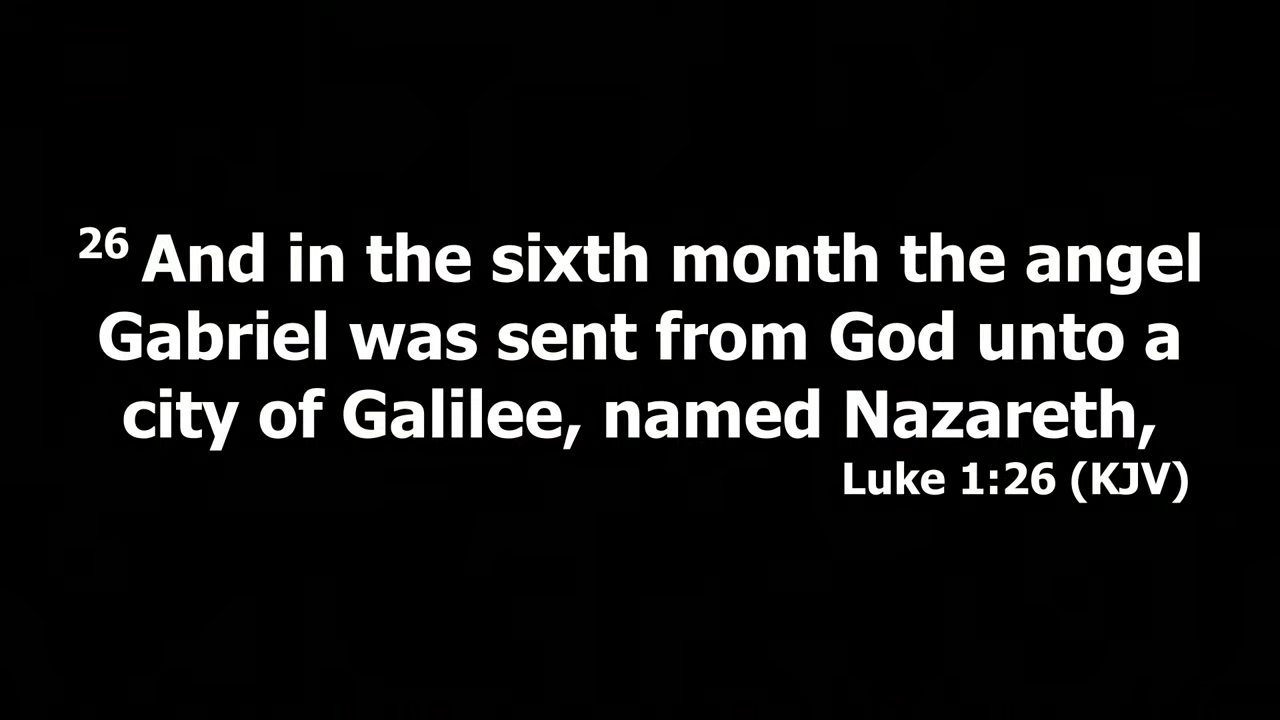 26 And in the sixth month the angel
Gabriel was sent from God unto a
city of Galilee, named Nazareth,
Luke 1:26 (KJV)